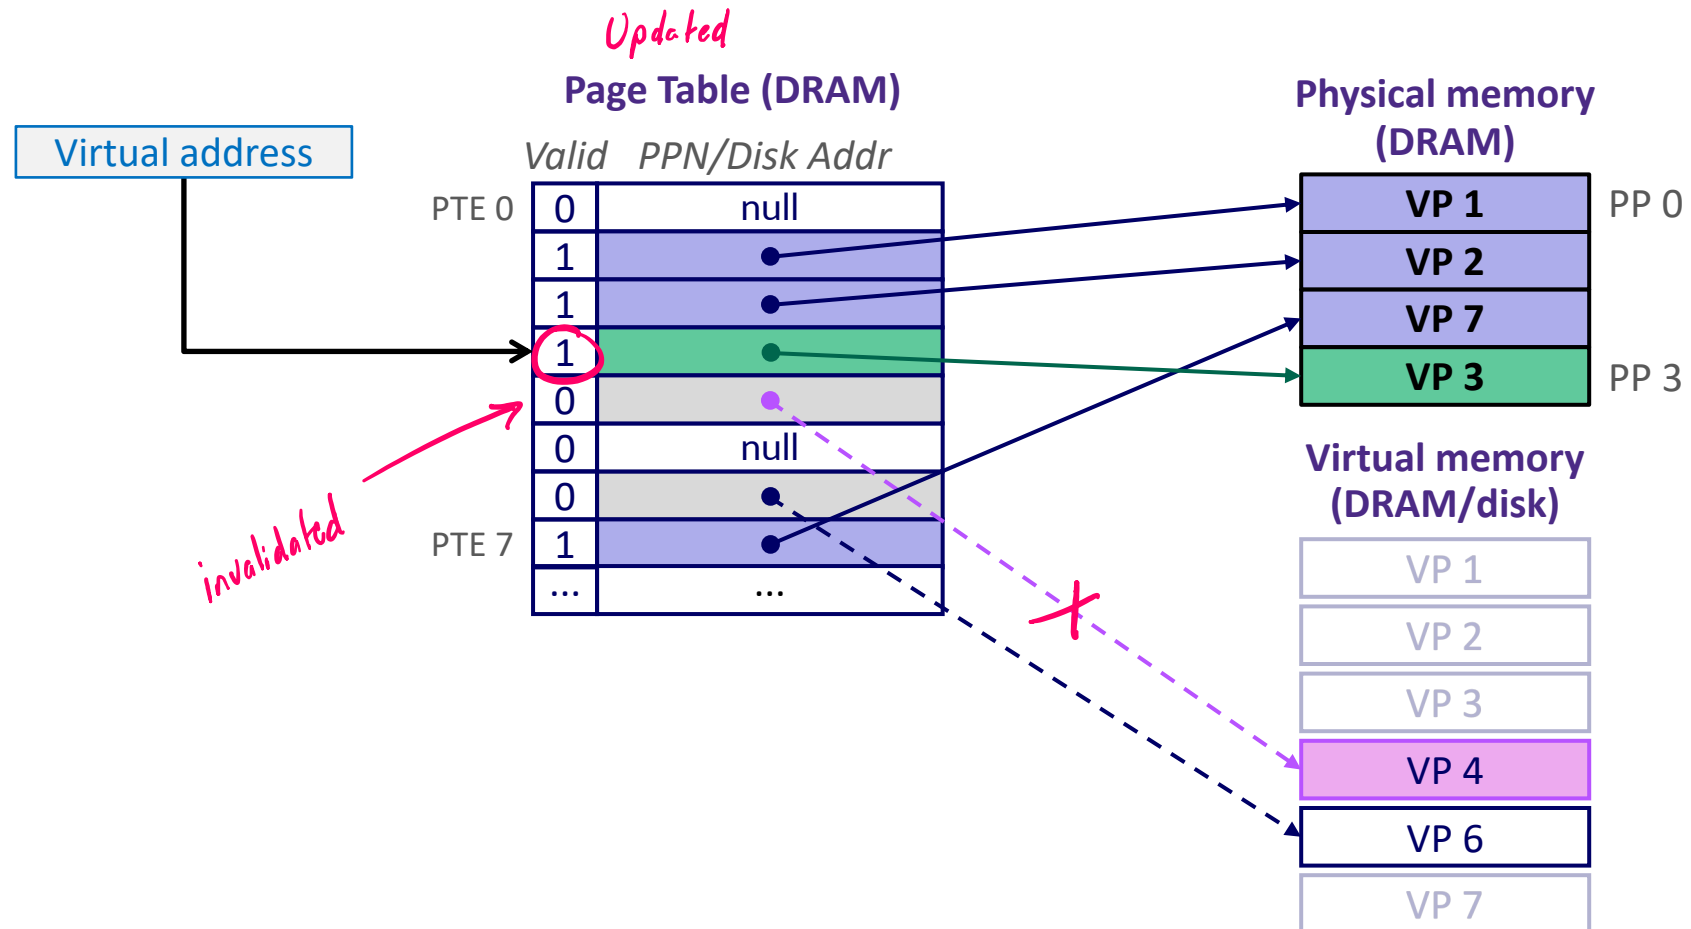 Updated
Page Table (DRAM)
Virtual address
Valid PPN/Disk Addr
PTE 0 0 null
1
1
1
0
0 null
0
PTE 7 1
... ...
invalidated
Physical memory
(DRAM)
VP 1 PP 0
VP 2
VP 7
VP 3 PP 3
Virtual memory
(DRAM/disk)
VP 1
VP 2
VP 3
VP 4
VP 6
VP 7